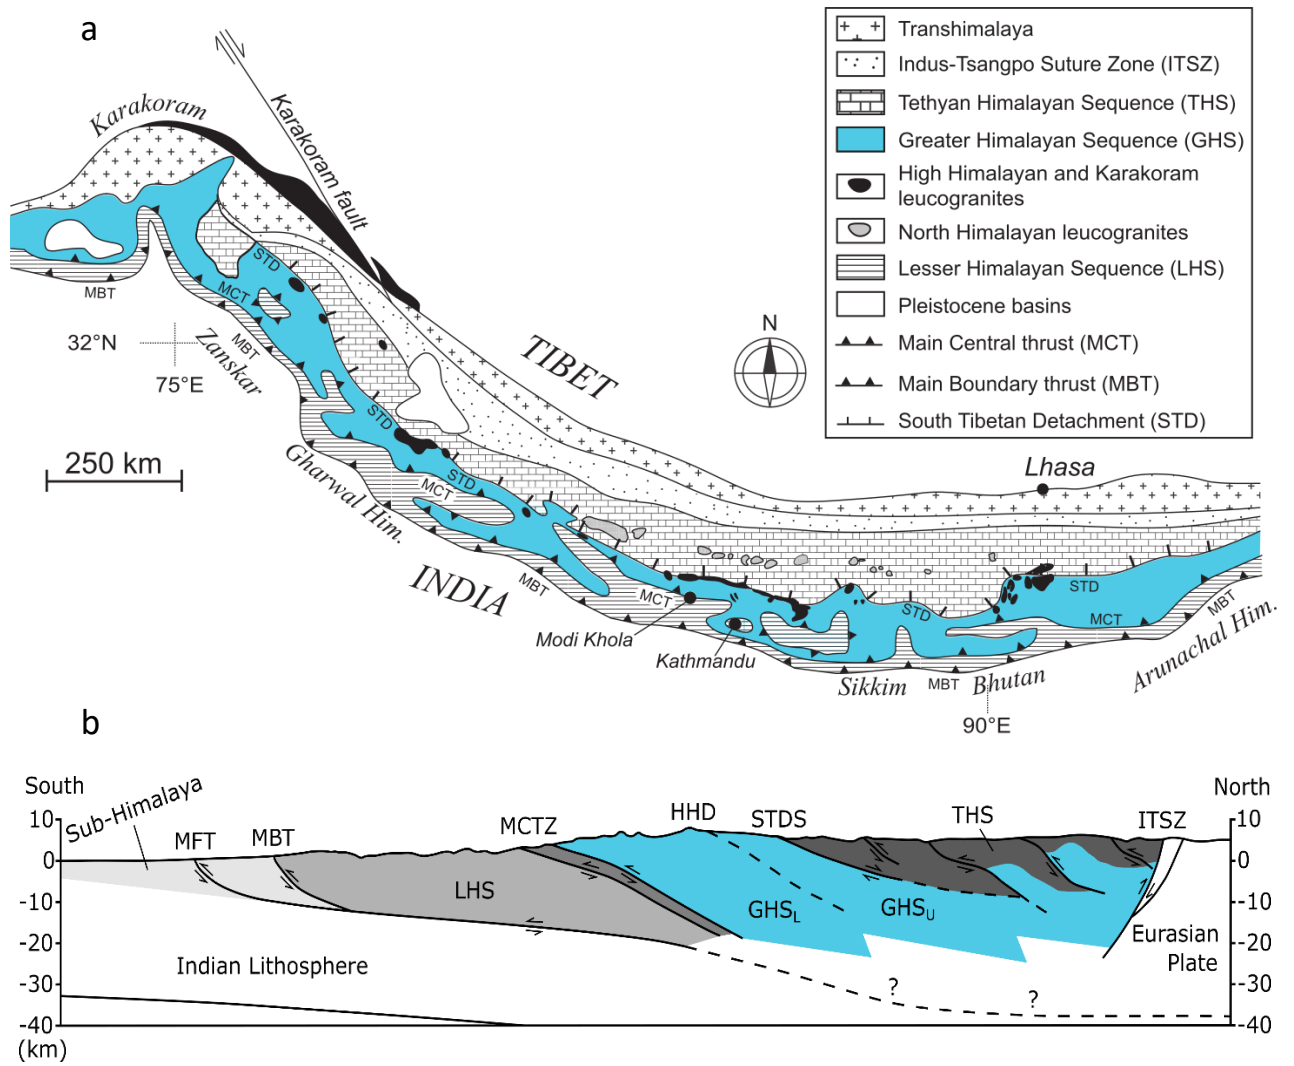 a
Transhimalaya
Indus-Tsangpo Suture Zone (ITSZ)
Tethyan Himalayan Sequence (THS)
Greater Himalayan Sequence (GHS)
High Himalayan and Karakoram
leucogranites
North Himalayan leucogranites
Lesser Himalayan Sequence (LHS)
Pleistocene basins
Main Central thrust (MCT)
Main Boundary thrust (MBT)
South Tibetan Detachment (STD)
Karakoram
Karakoram fault
STD
MCT
MBT
32°N
75°E
MBT
Zanskar
TIBET
N
250 km
STD
Gharwal Him.
STD
MCT
Lhasa
INDIA
MBT
MCT
Modi Khola
Kathmandu
STD
STD
MCT
MBT
Sikkim
MBT
Bhutan
Arunachal Him.
90°E
b
South
North
Sub-Himalaya
MFT
MBT
MCTZ
HHD
STDS
THS
ITSZ
10
0
-10
-20
-30
-40
(km)
10
0
-10
-20
-30
-40
LHS
GHSL
GHSU
Indian Lithosphere
Eurasian
Plate
?
?